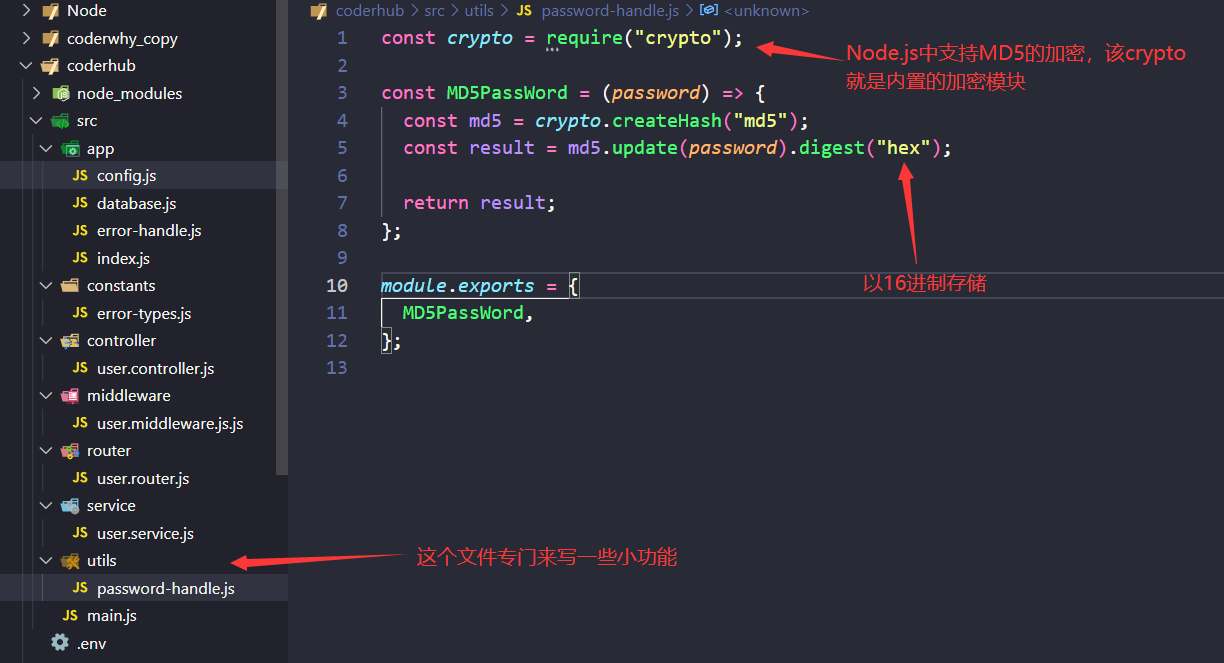 Node
coderwhy_copy
coderhub
node_modules
src
app
JS config.js
JS database.js
JS error-handle.js
JS index.js
constants
JS error-types.js
controller
JS user.controller.js
middleware
JS user.middleware.js.js
router
JS user.router.js
service
JS user.service.js
utils
JS password-handle.js
JS main.js
.env
coderhub > src > utils > JS password-handle.js > <unknown>
1 const crypto = require("crypto");
2
3 const MD5PassWord = (password) => {
4 const md5 = crypto.createHash("md5");
5 const result = md5.update(password).digest("hex");
6
7 return result;
8 };
9
10 module.exports = {
11 MD5PassWord,
12 };
13
Node.js中支持MD5的加密，该crypto
就是内置的加密模块
以16进制存储
这个文件专门来写一些小功能